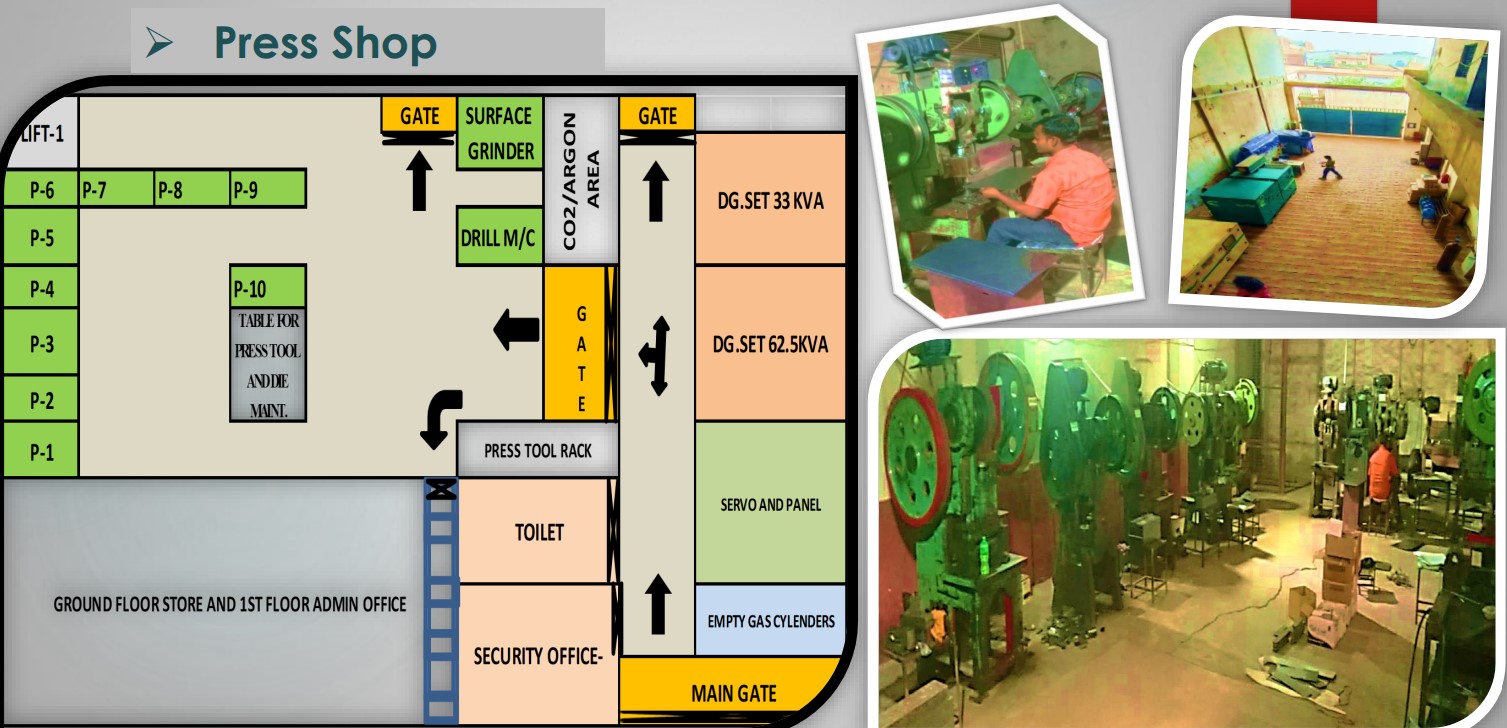 Press Shop
LIFT-1
GATE
SURFACE
GRINDER
CO2/ARGON
AREA
GATE
P-6
P-7
P-8
P-9
DG.SET 33 KVA
P-5
DRILL M/C
P-4
P-10
G
A
T
E
TABLE FOR
PRESS TOOL
AND DIE
MAINT.
P-3
DG.SET 62.5KVA
P-2
P-1
PRESS TOOL RACK
SERVO AND PANEL
TOILET
GROUND FLOOR STORE AND 1ST FLOOR ADMIN OFFICE
EMPTY GAS CYLENDERS
SECURITY OFFICE-
MAIN GATE